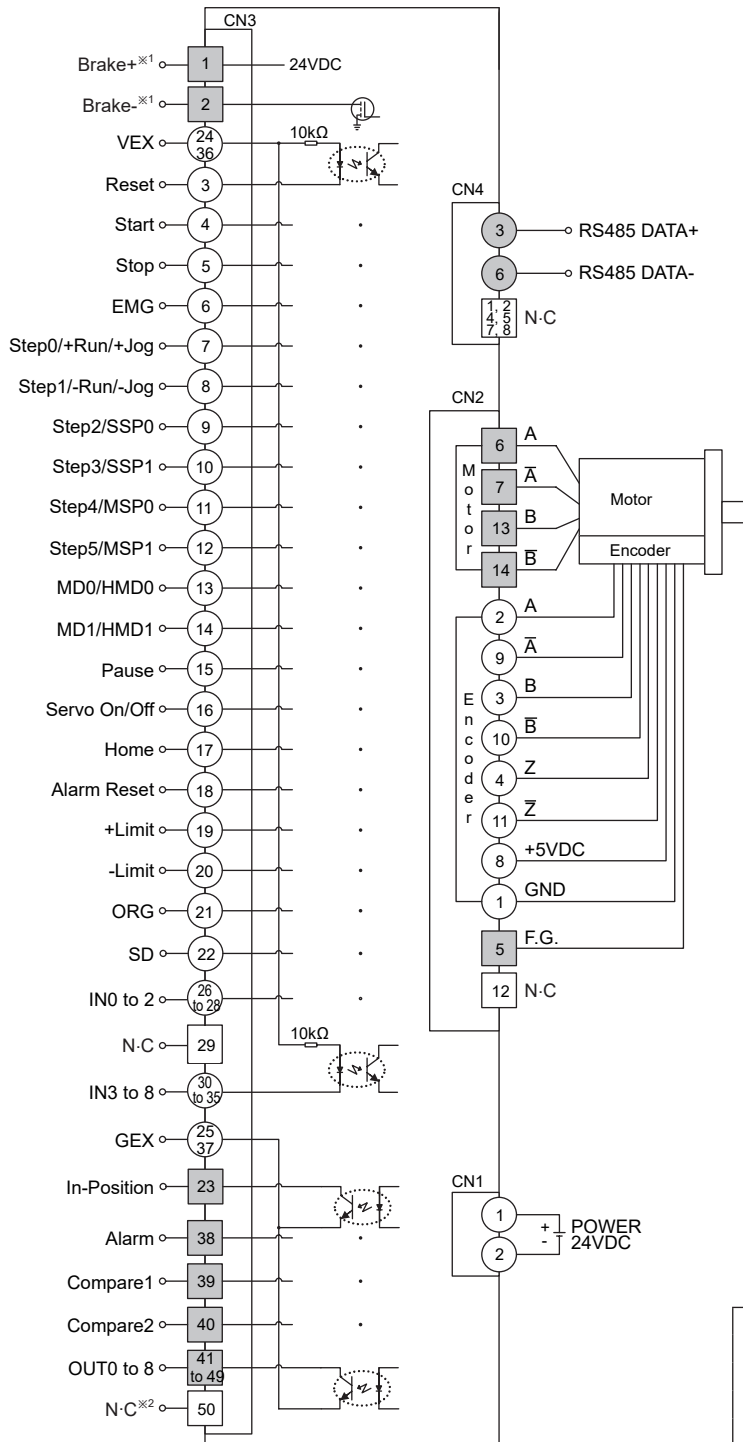 CN3
Brake+※1 1 24VDC
Brake-※1 2
VEX 24 36 10kΩ
Reset 3
Start 4
Stop 5
EMG 6
Step0/+Run/+Jog 7
Step1/-Run/-Jog 8
Step2/SSP0 9
Step3/SSP1 10
Step4/MSP0 11
Step5/MSP1 12
MD0/HMD0 13
MD1/HMD1 14
Pause 15
Servo On/Off 16
Home 17
Alarm Reset 18
+Limit 19
-Limit 20
ORG 21
SD 22
IN0 to 2 26 to 28
N·C 29 10kΩ
IN3 to 8 30 to 35
GEX 25 37
In-Position 23
Alarm 38
Compare1 39
Compare2 40
OUT0 to 8 41 to 49
N·C※2 50
CN4
3 RS485 DATA+
6 RS485 DATA-
1, 2
4, 5
7, 8
N·C
CN2
Motor
6 A
7 A̅
13 B
14 B̅
Motor
Encoder
Encoder
2 A
9 A̅
3 B
10 B̅
4 Z
11 Z̅
8 +5VDC
1 GND
5 F.G.
12 N·C
CN1
1
2
+
-
POWER
24VDC